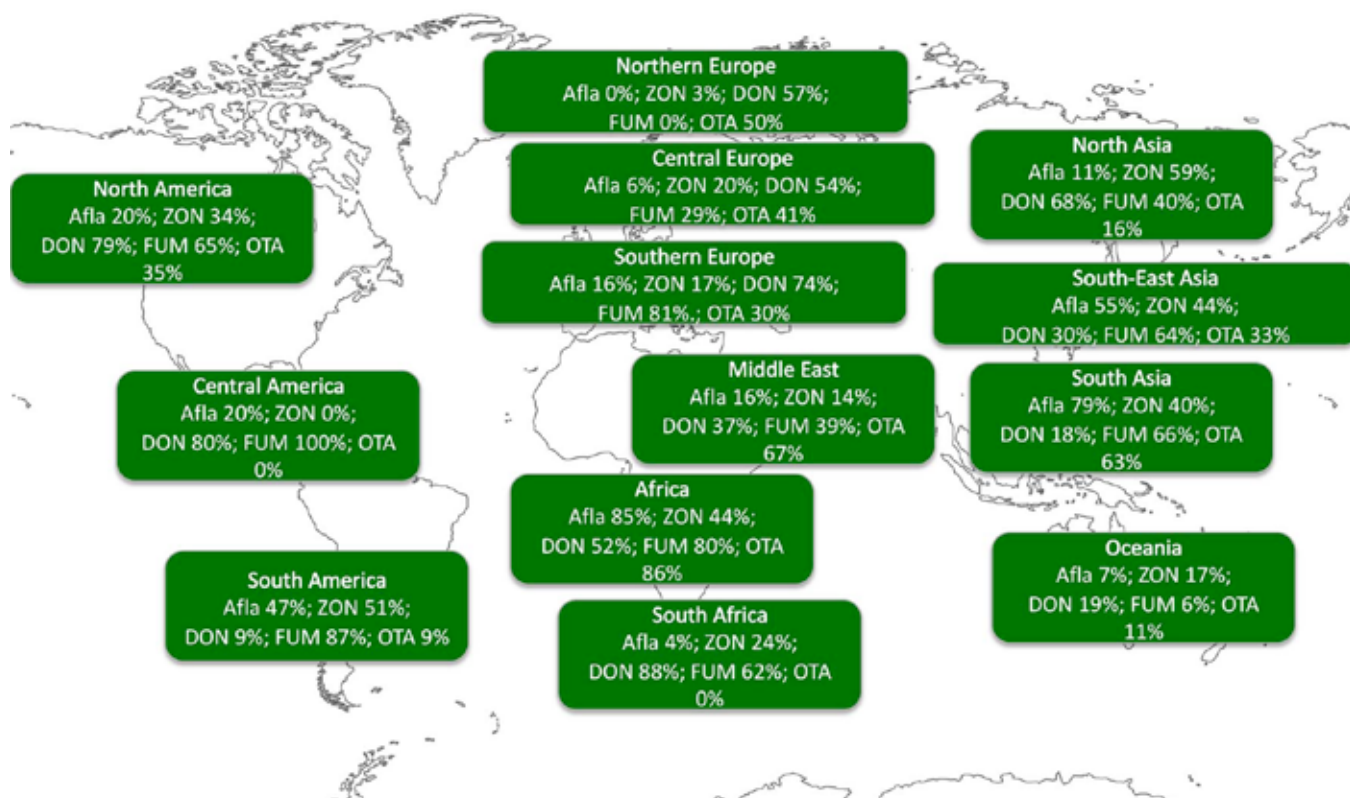 Northern Europe
Afla 0%; ZON 3%; DON 57%;
FUM 0%; OTA 50%
Central Europe
Afla 6%; ZON 20%; DON 54%;
FUM 29%; OTA 41%
Southern Europe
Afla 16%; ZON 17%; DON 74%;
FUM 81%.; OTA 30%
North America
Afla 20%; ZON 34%;
DON 79%; FUM 65%; OTA
35%
Central America
Afla 20%; ZON 0%;
DON 80%; FUM 100%; OTA
0%
South America
Afla 47%; ZON 51%;
DON 9%; FUM 87%; OTA 9%
Middle East
Afla 16%; ZON 14%;
DON 37%; FUM 39%; OTA
67%
Africa
Afla 85%; ZON 44%;
DON 52%; FUM 80%; OTA
86%
South Africa
Afla 4%; ZON 24%;
DON 88%; FUM 62%; OTA
0%
North Asia
Afla 11%; ZON 59%;
DON 68%; FUM 40%; OTA
16%
South-East Asia
Afla 55%; ZON 44%;
DON 30%; FUM 64%; OTA 33%
South Asia
Afla 79%; ZON 40%;
DON 18%; FUM 66%; OTA
63%
Oceania
Afla 7%; ZON 17%;
DON 19%; FUM 6%; OTA
11%